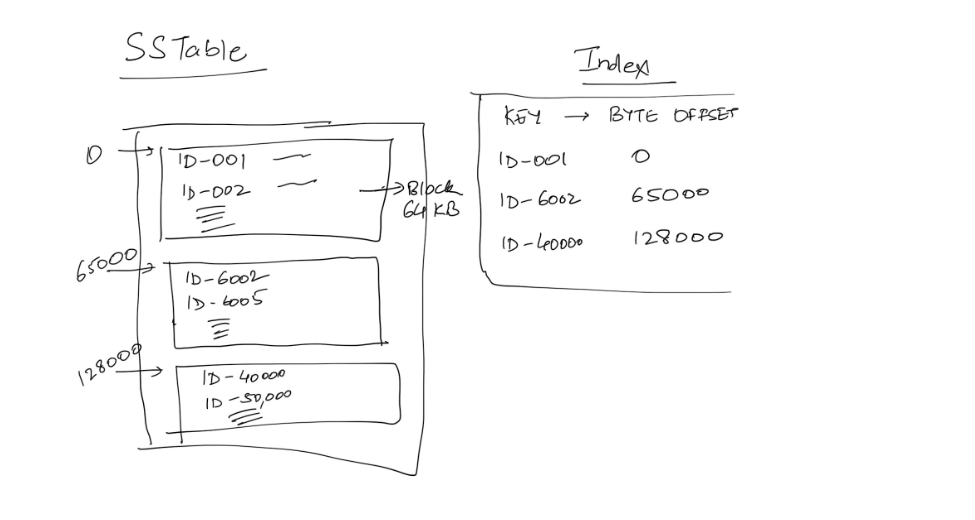 SSTable
0
ID-001
ID-002
Block
64 KB
65000
ID-6002
ID-6005
128000
ID-40000
ID-50,000
Index
KEY → BYTE OFFSET
ID-001 0
ID-6002 65000
ID-40000 128000